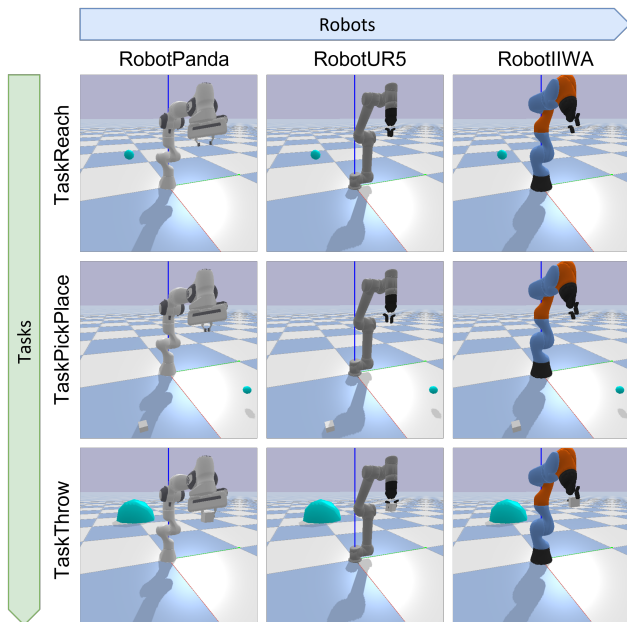 Robots
RobotPanda
RobotUR5
RobotIIWA
Tasks
TaskReach
TaskPickPlace
TaskThrow